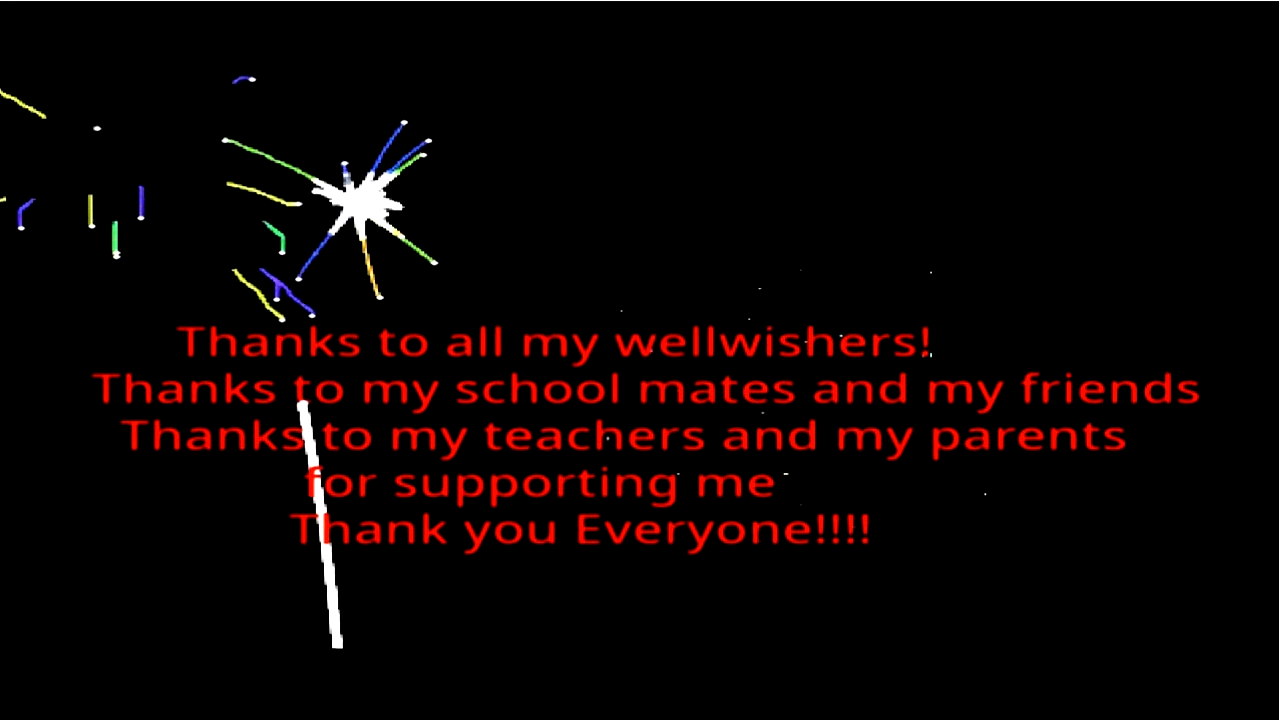 Thanks to all my wellwishers!
Thanks to my school mates and my friends
Thanks to my teachers and my parents
for supporting me
Thank you Everyone!!!!